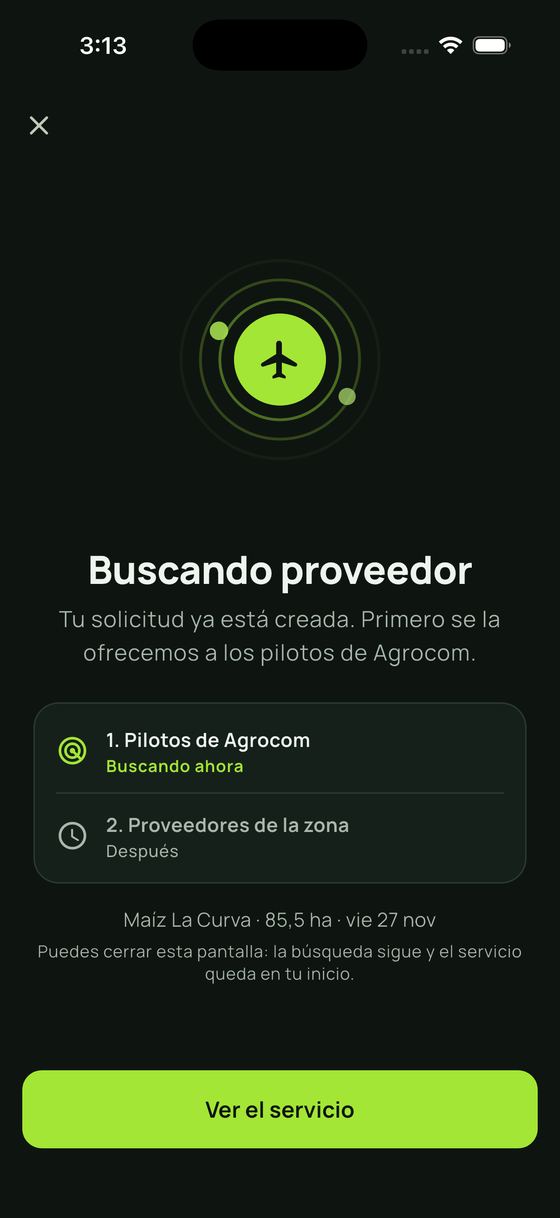 3:13
Buscando proveedor
Tu solicitud ya está creada. Primero se la
ofrecemos a los pilotos de Agrocom.
1. Pilotos de Agrocom
Buscando ahora
2. Proveedores de la zona
Después
Maíz La Curva · 85,5 ha · vie 27 nov
Puedes cerrar esta pantalla: la búsqueda sigue y el servicio
queda en tu inicio.
Ver el servicio